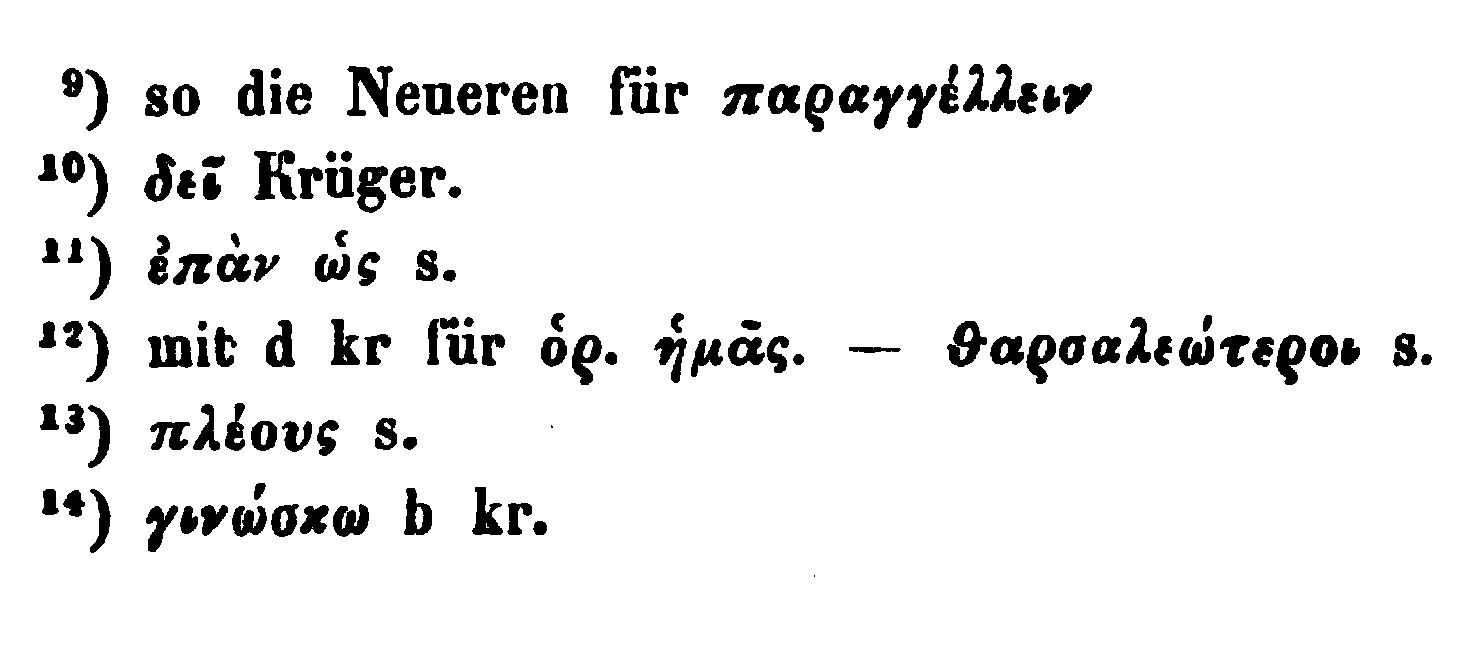 ⁹) so die Neueren für παραγγέλλειν
¹⁰) δεῖ Krüger.
¹¹) ἐπὰν ὡς s.
¹²) mit d kr für ὁρ. ἡμᾶς. — θαρσαλεώτεροι s.
¹³) πλέους s.
¹⁴) γινώσκω b kr.